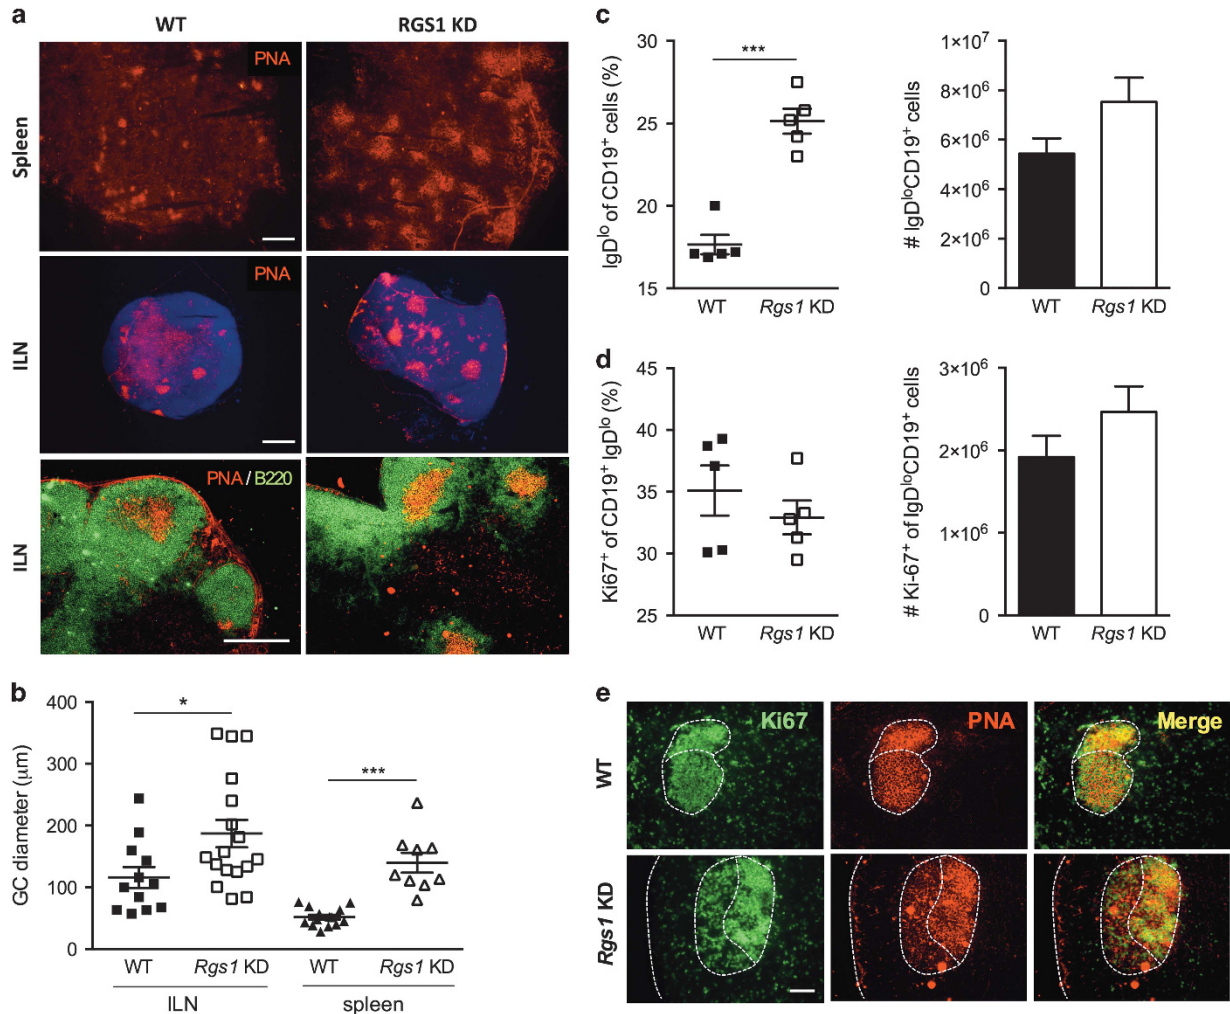 a
WT
RGS1 KD
Spleen
PNA
ILN
PNA
ILN
PNA/B220
b
GC diameter (μm)
400
300
200
100
0
*
***
WT
Rgs1 KD
WT
Rgs1 KD
ILN
spleen
c
IgD^lo of CD19^+ cells (%)
30
25
20
15
***
WT
Rgs1 KD
# IgD^loCD19^+ cells
1×10^7
8×10^6
6×10^6
4×10^6
2×10^6
0
WT
Rgs1 KD
d
Ki67^+ of CD19^+ IgD^lo (%)
45
40
35
30
25
WT
Rgs1 KD
# Ki-67^+ of IgD^loCD19^+ cells
3×10^6
2×10^6
1×10^6
0
WT
Rgs1 KD
e
Ki67
PNA
Merge
WT
Rgs1 KD